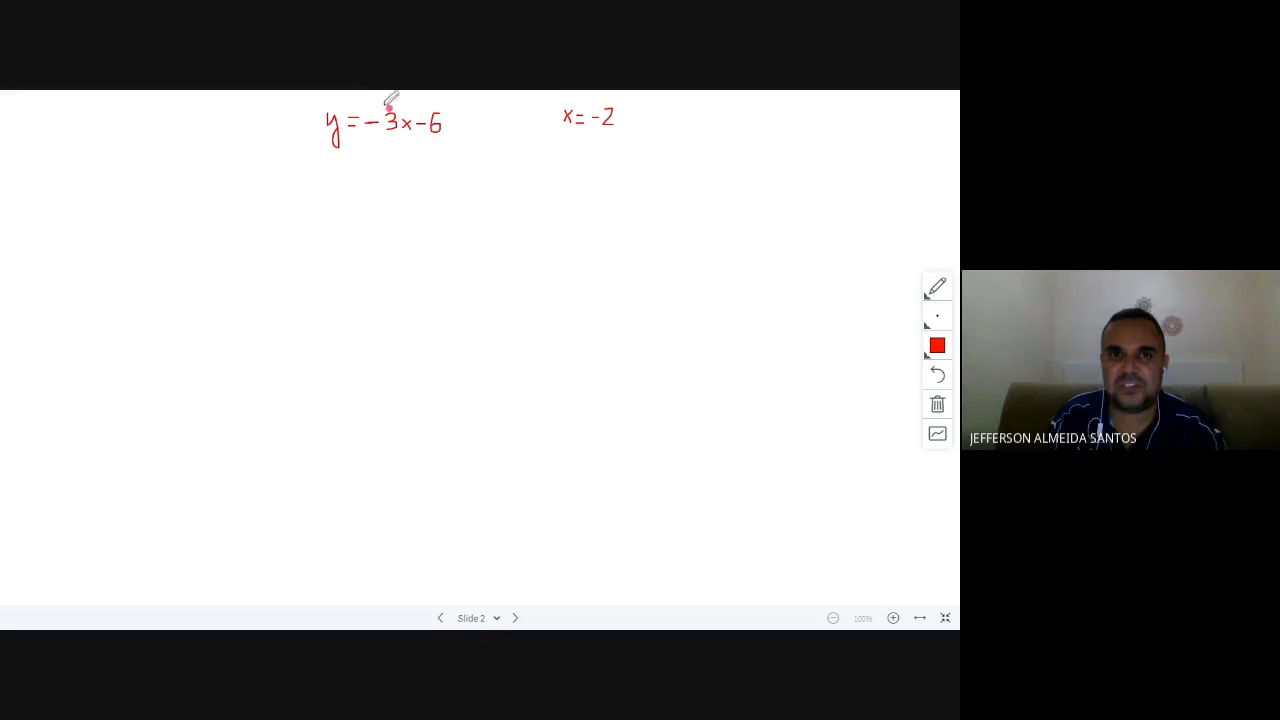 y = -3x - 6
x = -2
JEFFERSON ALMEIDA SANTOS
Slide 2
100%